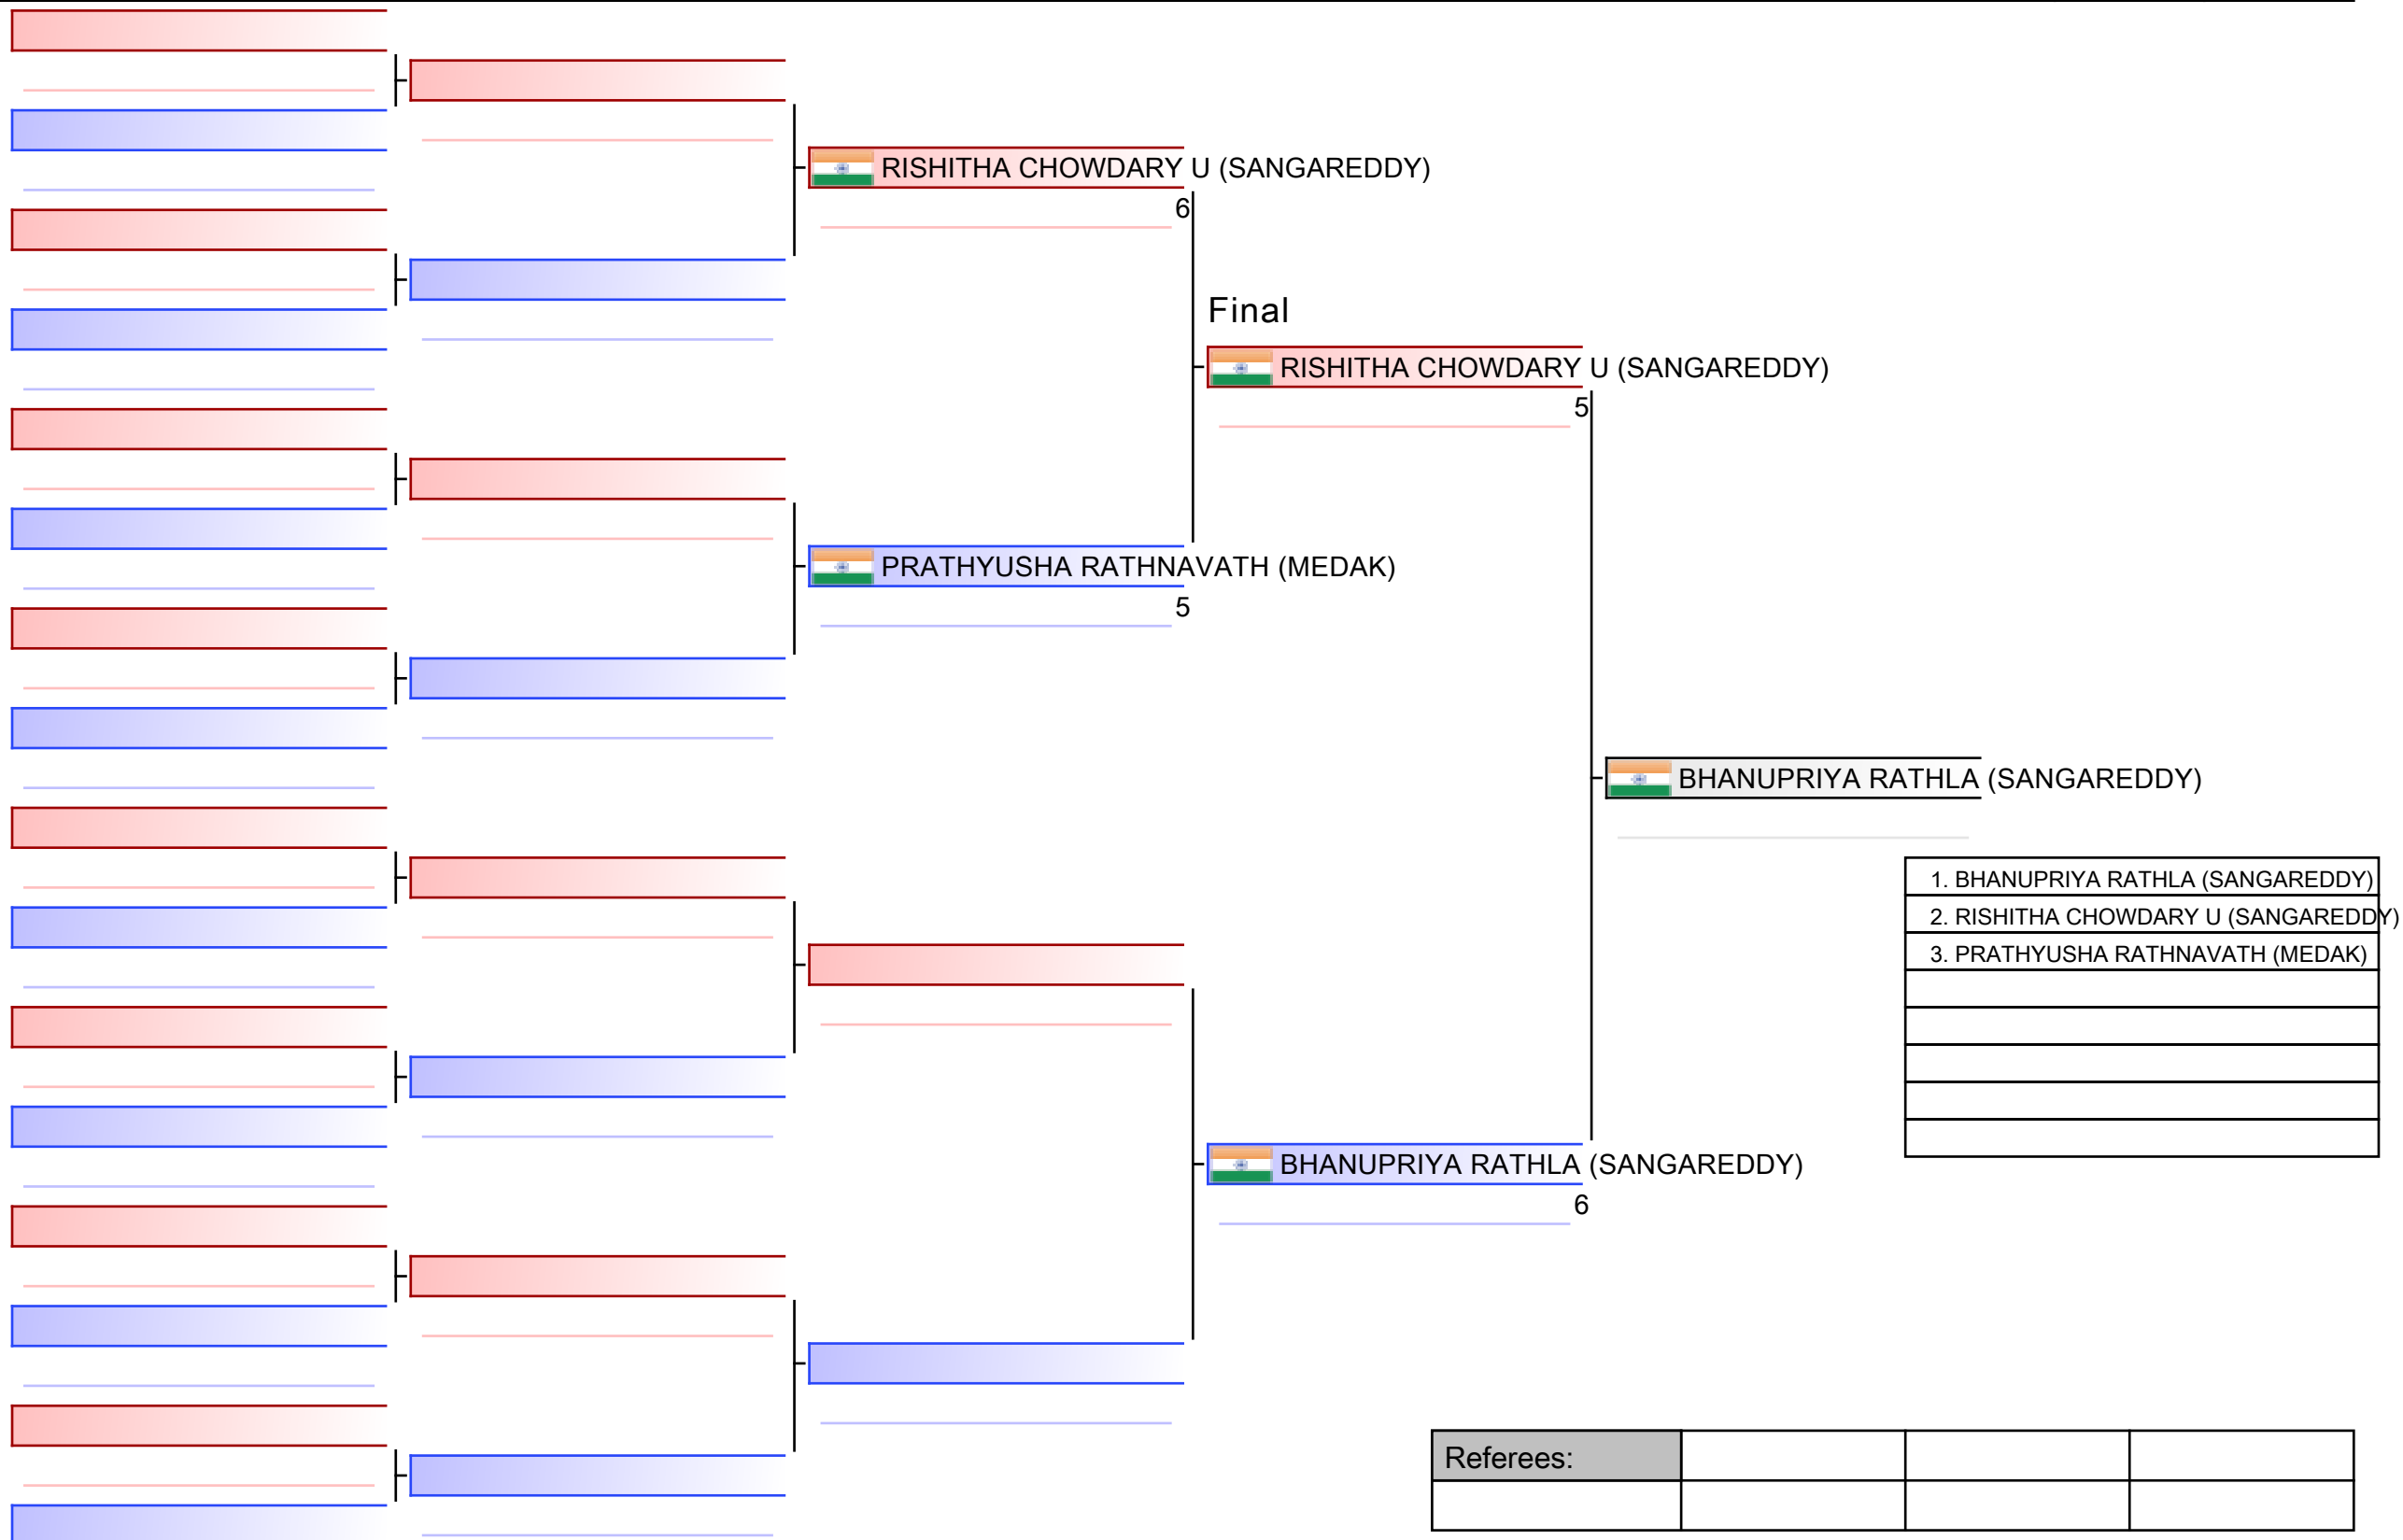 RISHITHA CHOWDARY U (SANGAREDDY)
6
Final
RISHITHA CHOWDARY U (SANGAREDDY)
5
PRATHYUSHA RATHNAVATH (MEDAK)
5
BHANUPRIYA RATHLA (SANGAREDDY)
1. BHANUPRIYA RATHLA (SANGAREDDY)
2. RISHITHA CHOWDARY U (SANGAREDDY)
3. PRATHYUSHA RATHNAVATH (MEDAK)
BHANUPRIYA RATHLA (SANGAREDDY)
6
Referees: